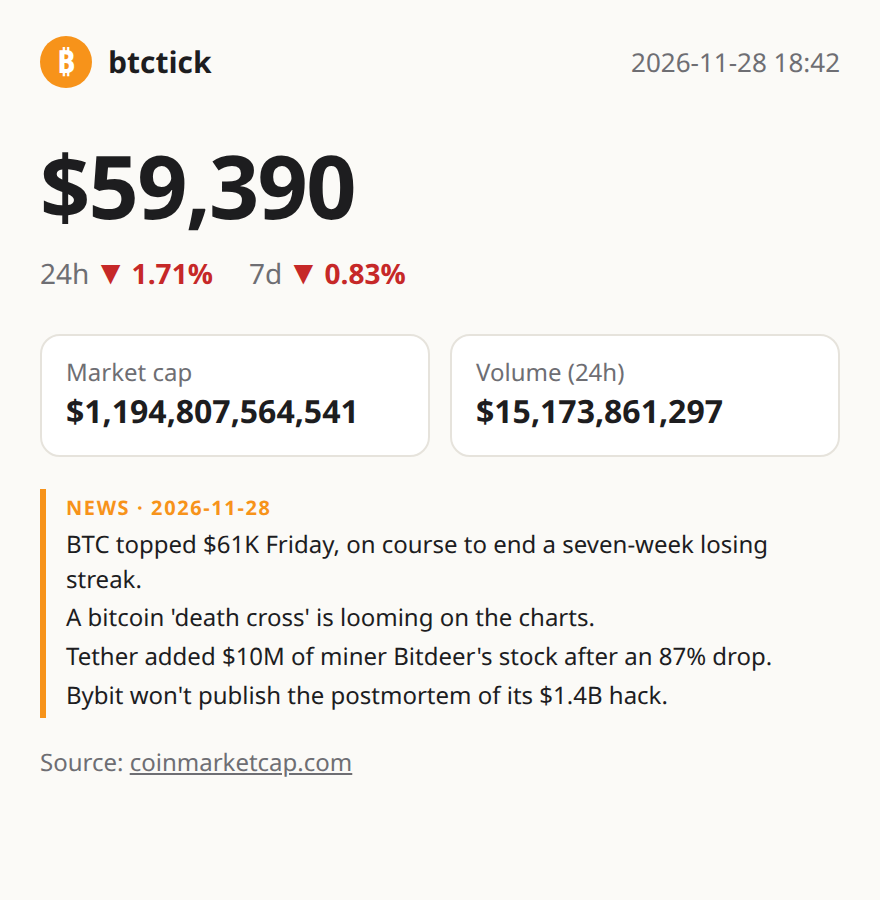 btctick
2026-11-28 18:42
$59,390
24h ▼ 1.71% 7d ▼ 0.83%
Market cap
$1,194,807,564,541
Volume (24h)
$15,173,861,297
NEWS · 2026-11-28
BTC topped $61K Friday, on course to end a seven-week losing
streak.
A bitcoin 'death cross' is looming on the charts.
Tether added $10M of miner Bitdeer's stock after an 87% drop.
Bybit won't publish the postmortem of its $1.4B hack.
Source: coinmarketcap.com